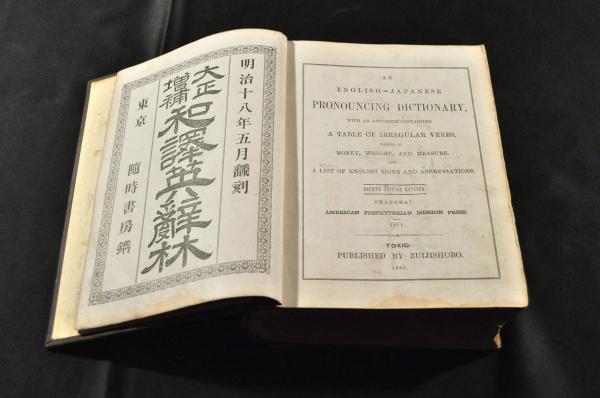 明治十八年五月飜刻
大正
増補
和譯英辭林
東京 隨時書房鐫
AN
ENGLISH=JAPANESE
PRONOUNCING DICTIONARY,
WITH AN APPENDIX CONTAINING
A TABLE OF IRREGULAR VERBS,
TABLES OF
MONEY, WEIGHT, AND MEASURE,
AND
A LIST OF ENGLISH SIGNS AND ABBREVIATIONS.
FOURTH EDITION REVISED.
SHANGHAI:
AMERICAN PRESBYTERIAN MISSION PRESS.
1871.
TOKIO:
PUBLISHED BY ZUIJISHOBO.
1885.